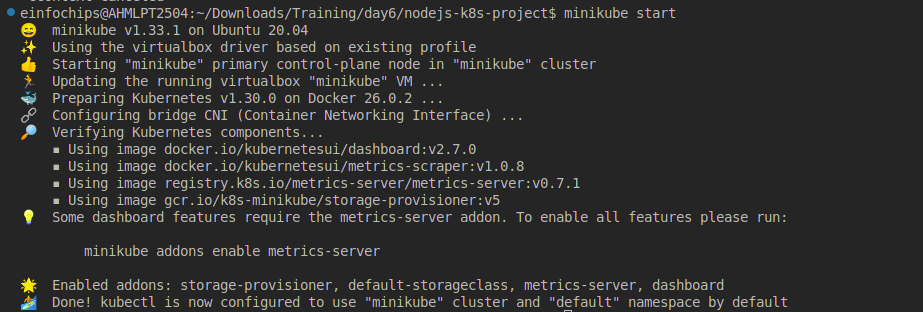 einfochips@AHMLPT2504:~/Downloads/Training/day6/nodejs-k8s-project$ minikube start
😄 minikube v1.33.1 on Ubuntu 20.04
✨ Using the virtualbox driver based on existing profile
👍 Starting "minikube" primary control-plane node in "minikube" cluster
🏃 Updating the running virtualbox "minikube" VM ...
🐳 Preparing Kubernetes v1.30.0 on Docker 26.0.2 ...
🔗 Configuring bridge CNI (Container Networking Interface) ...
🔎 Verifying Kubernetes components...
▪ Using image docker.io/kubernetesui/dashboard:v2.7.0
▪ Using image docker.io/kubernetesui/metrics-scraper:v1.0.8
▪ Using image registry.k8s.io/metrics-server/metrics-server:v0.7.1
▪ Using image gcr.io/k8s-minikube/storage-provisioner:v5
💡 Some dashboard features require the metrics-server addon. To enable all features please run:
minikube addons enable metrics-server
🌟 Enabled addons: storage-provisioner, default-storageclass, metrics-server, dashboard
🏄 Done! kubectl is now configured to use "minikube" cluster and "default" namespace by default